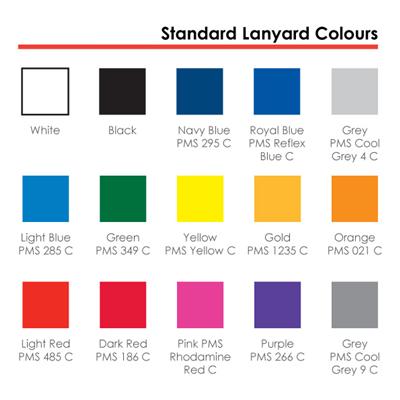 Standard Lanyard Colours
White
Black
Navy Blue
PMS 295 C
Royal Blue
PMS Reflex
Blue C
Grey
PMS Cool
Grey 4 C
Light Blue
PMS 285 C
Green
PMS 349 C
Yellow
PMS Yellow C
Gold
PMS 1235 C
Orange
PMS 021 C
Light Red
PMS 485 C
Dark Red
PMS 186 C
Pink PMS
Rhodamine
Red C
Purple
PMS 266 C
Grey
PMS Cool
Grey 9 C